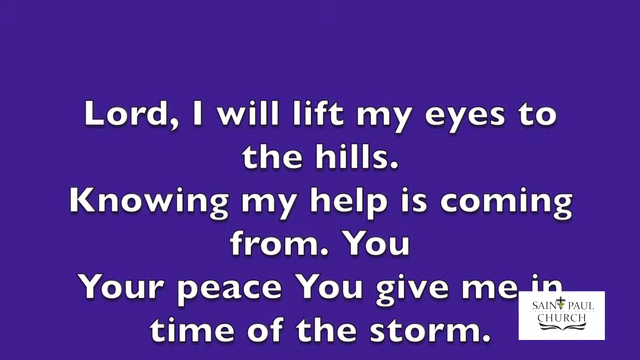 Lord, I will lift my eyes to
the hills.
Knowing my help is coming
from. You
Your peace You give me in
time of the storm.
SAINT PAUL
CHURCH